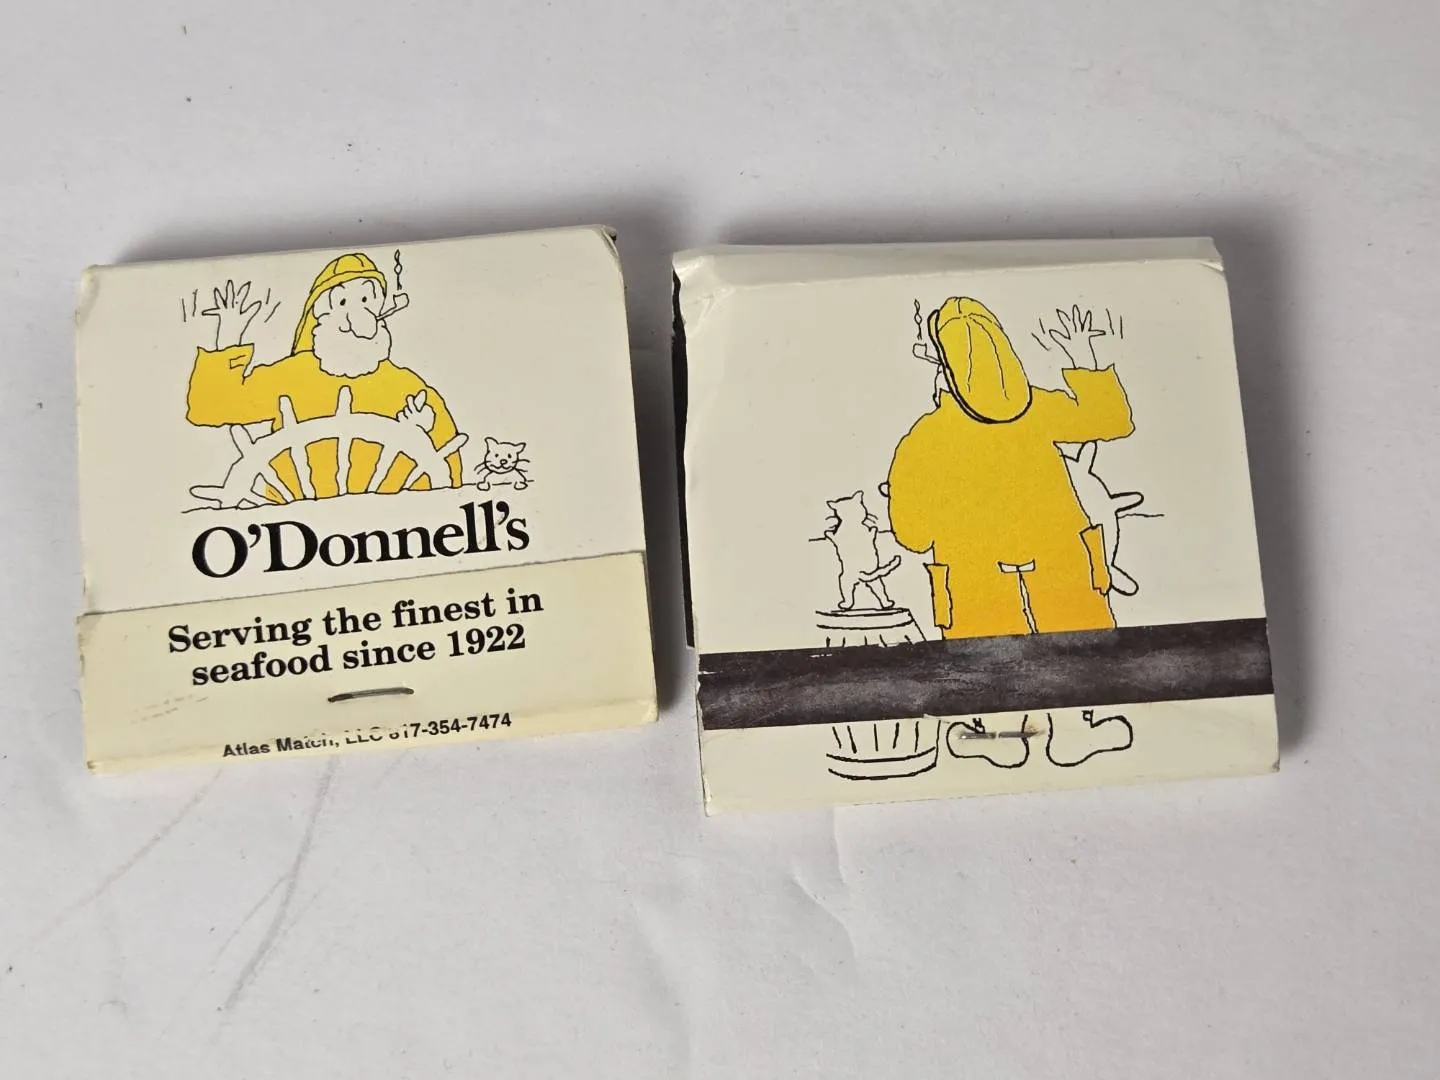 O'Donnell's
Serving the finest in
seafood since 1922
Atlas Match, LLC 817-354-7474